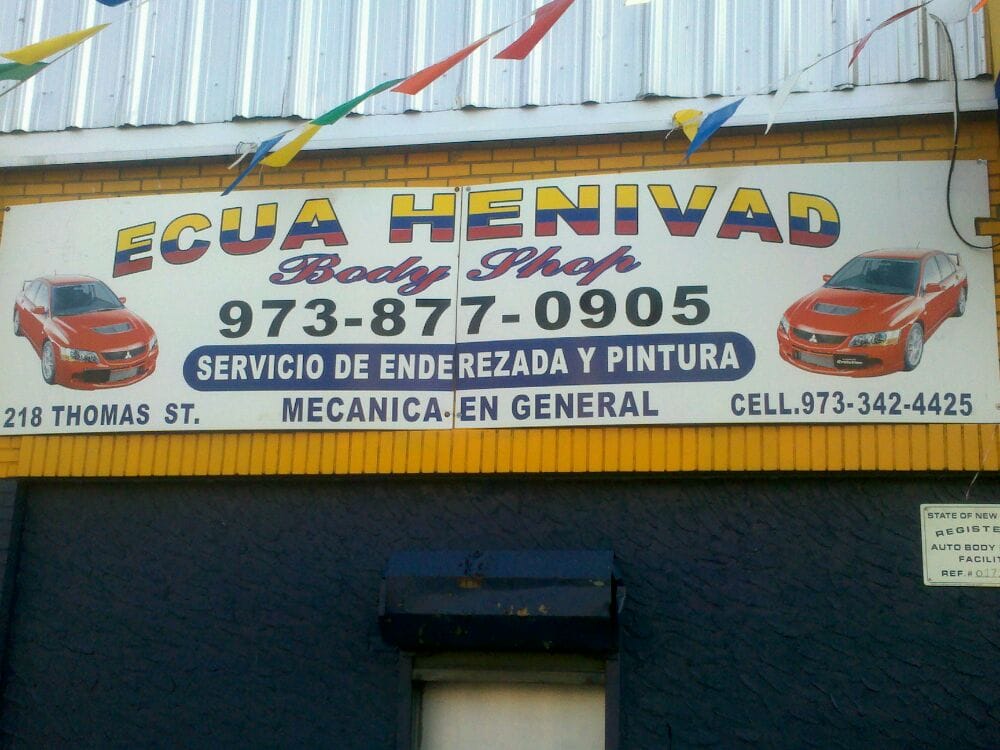 ECUA HENIVAD
Body Shop
973-877-0905
SERVICIO DE ENDEREZADA Y PINTURA
218 THOMAS ST.
MECANICA EN GENERAL
CELL.973-342-4425
STATE OF NEW
REGISTE
AUTO BODY
FACILI
REF.#